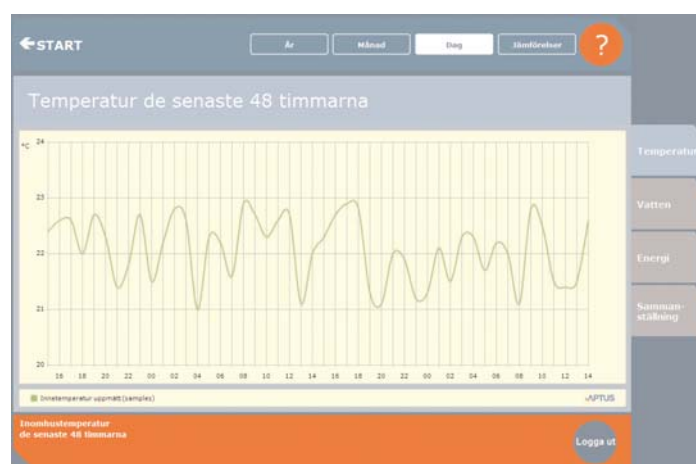 START
År Månad Dag Jämförelser ?
Temperatur de senaste 48 timmarna
°C
24
23
22
21
20
16 18 20 22 00 02 04 06 08 10 12 14 16 18 20 22 00 02 04 06 08 10 12 14
Innetemperatur uppmätt(samples)
APTUS
Temperatur
Vatten
Energi
Samman-
ställning
Inomhustemperatur
de senaste 48 timmarna
Logga ut